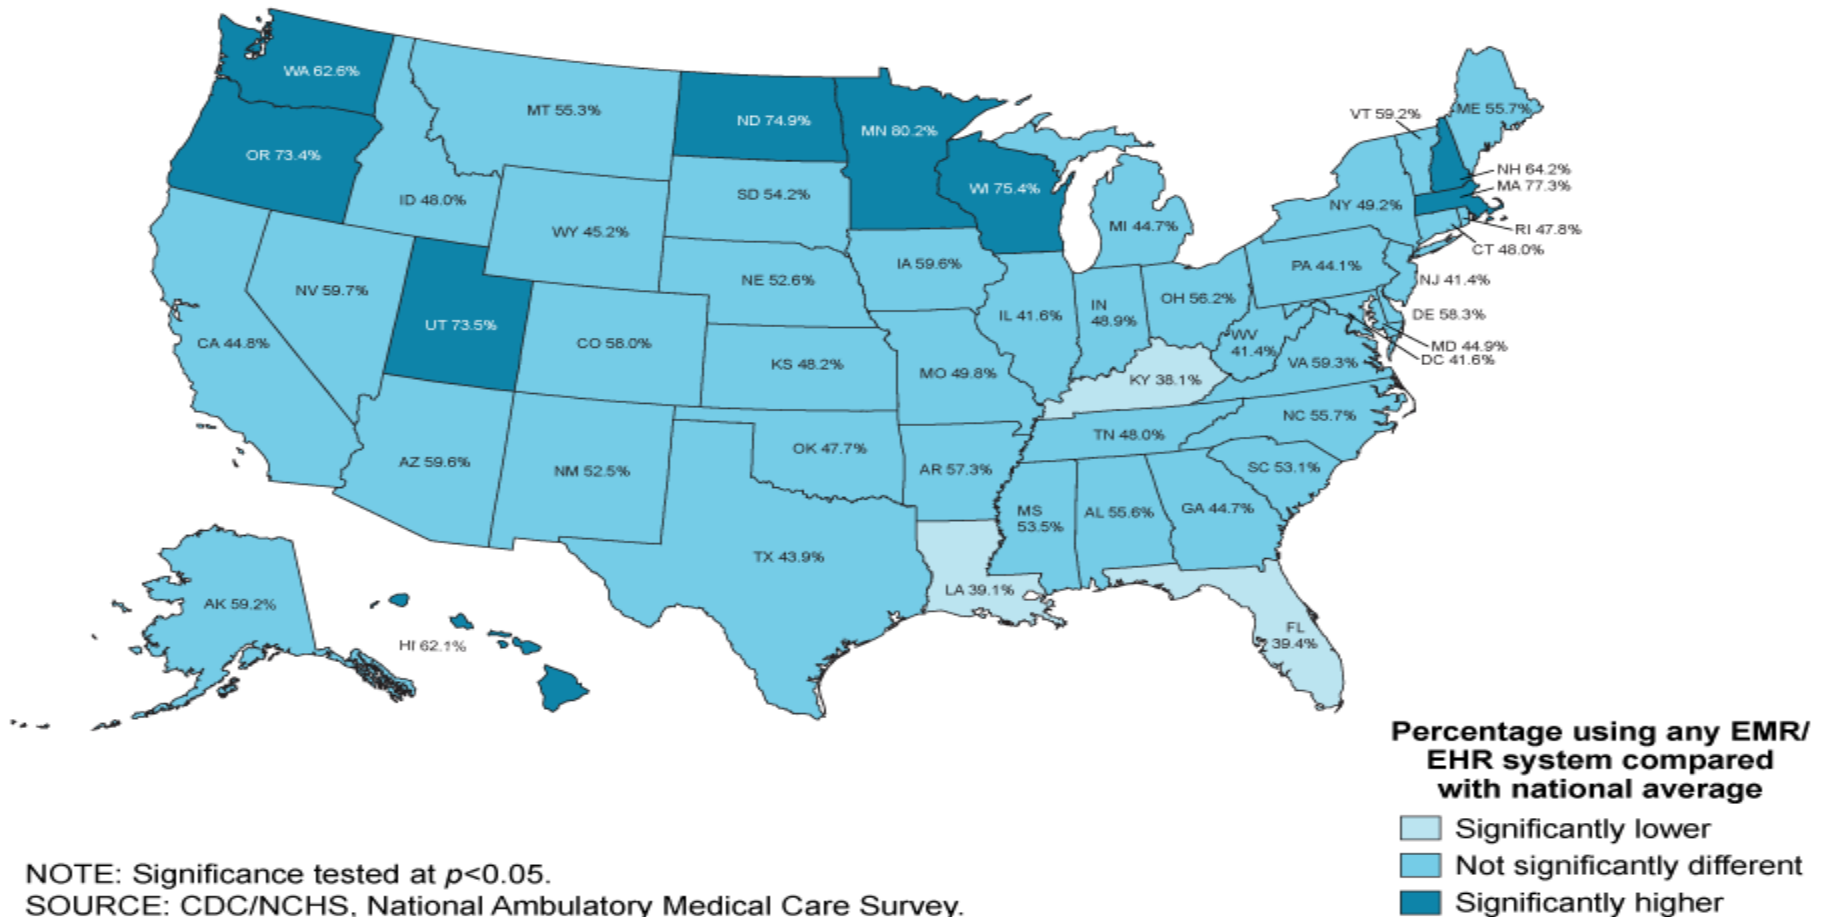 WA 62.6%
MT 55.3%
ND 74.9%
MN 80.2%
VT 59.2%
ME 55.7%
OR 73.4%
ID 48.0%
SD 54.2%
WI 75.4%
NH 64.2%
MA 77.3%
WY 45.2%
MI 44.7%
NY 49.2%
RI 47.8%
CT 48.0%
NV 59.7%
NE 52.6%
IA 59.6%
PA 44.1%
NJ 41.4%
UT 73.5%
CO 58.0%
IL 41.6%
IN
48.9%
OH 56.2%
DE 58.3%
CA 44.8%
KS 48.2%
MO 49.8%
WV
41.4%
VA 59.3%
MD 44.9%
DC 41.6%
KY 38.1%
AZ 59.6%
NM 52.5%
OK 47.7%
AR 57.3%
TN 48.0%
NC 55.7%
SC 53.1%
TX 43.9%
MS
53.5%
AL 55.6%
GA 44.7%
AK 59.2%
HI 62.1%
LA 39.1%
FL
39.4%
Percentage using any EMR/
EHR system compared
with national average
Significantly lower
Not significantly different
Significantly higher
NOTE: Significance tested at p<0.05.
SOURCE: CDC/NCHS, National Ambulatory Medical Care Survey.